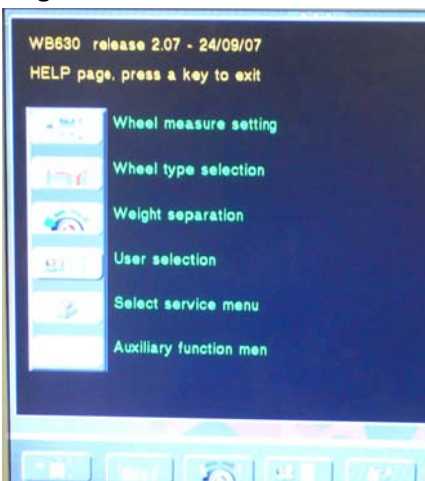 WB630 release 2.07 - 24/09/07
HELP page, press a key to exit
Wheel measure setting
Wheel type selection
Weight separation
User selection
Select service menu
Auxiliary function men